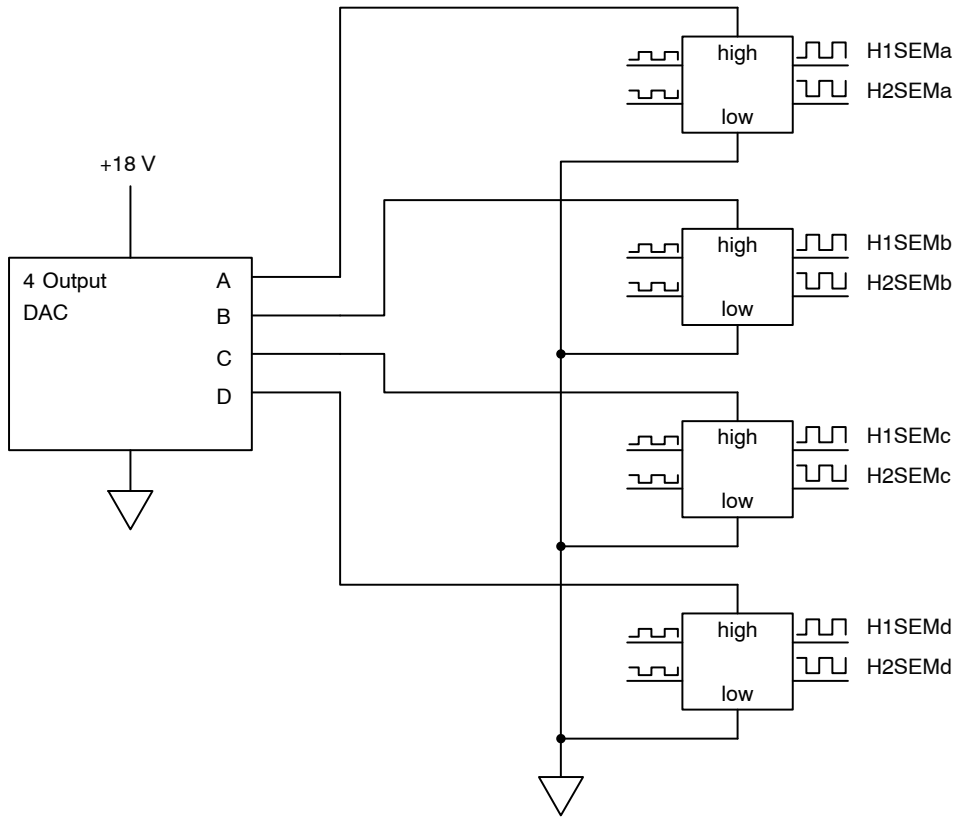 high
low
H1SEMa
H2SEMa
+18 V
4 Output
DAC
A
B
C
D
high
low
H1SEMb
H2SEMb
high
low
H1SEMc
H2SEMc
high
low
H1SEMd
H2SEMd